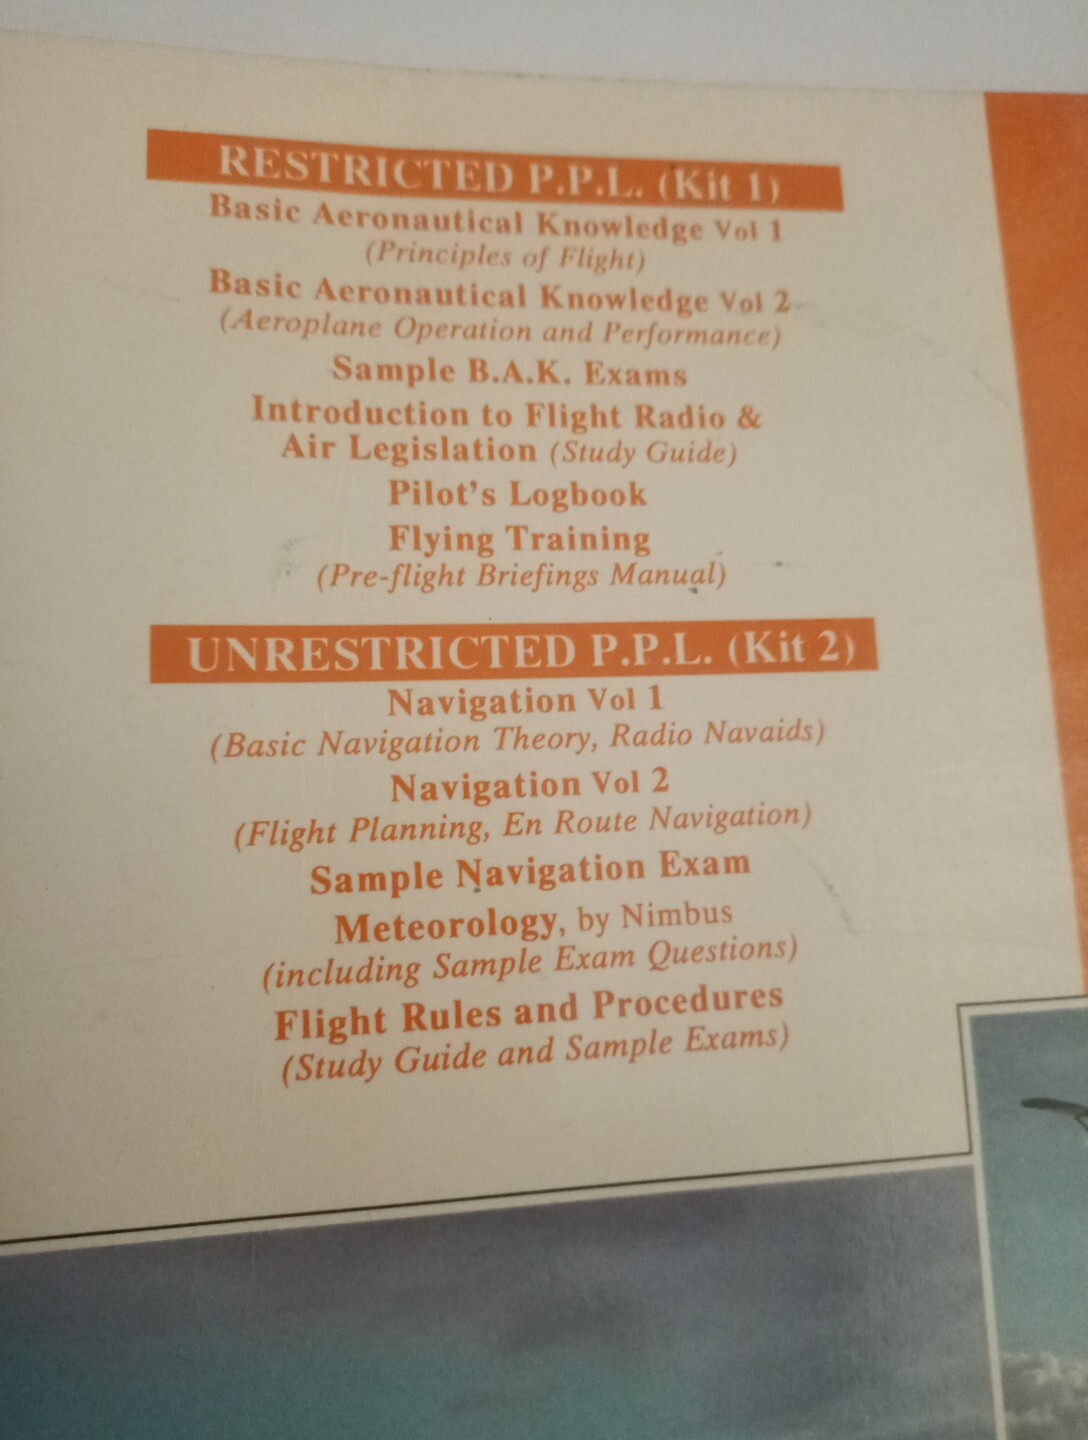 RESTRICTED P.P.L. (Kit 1)
Basic Aeronautical Knowledge Vol 1
(Principles of Flight)
Basic Aeronautical Knowledge Vol 2
(Aeroplane Operation and Performance)
Sample B.A.K. Exams
Introduction to Flight Radio &
Air Legislation (Study Guide)
Pilot's Logbook
Flying Training
(Pre-flight Briefings Manual)
UNRESTRICTED P.P.L. (Kit 2)
Navigation Vol 1
(Basic Navigation Theory, Radio Navaids)
Navigation Vol 2
(Flight Planning, En Route Navigation)
Sample Navigation Exam
Meteorology, by Nimbus
(including Sample Exam Questions)
Flight Rules and Procedures
(Study Guide and Sample Exams)